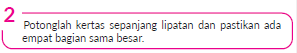 2
Potonglah kertas sepanjang lipatan dan pastikan ada
empat bagian sama besar.